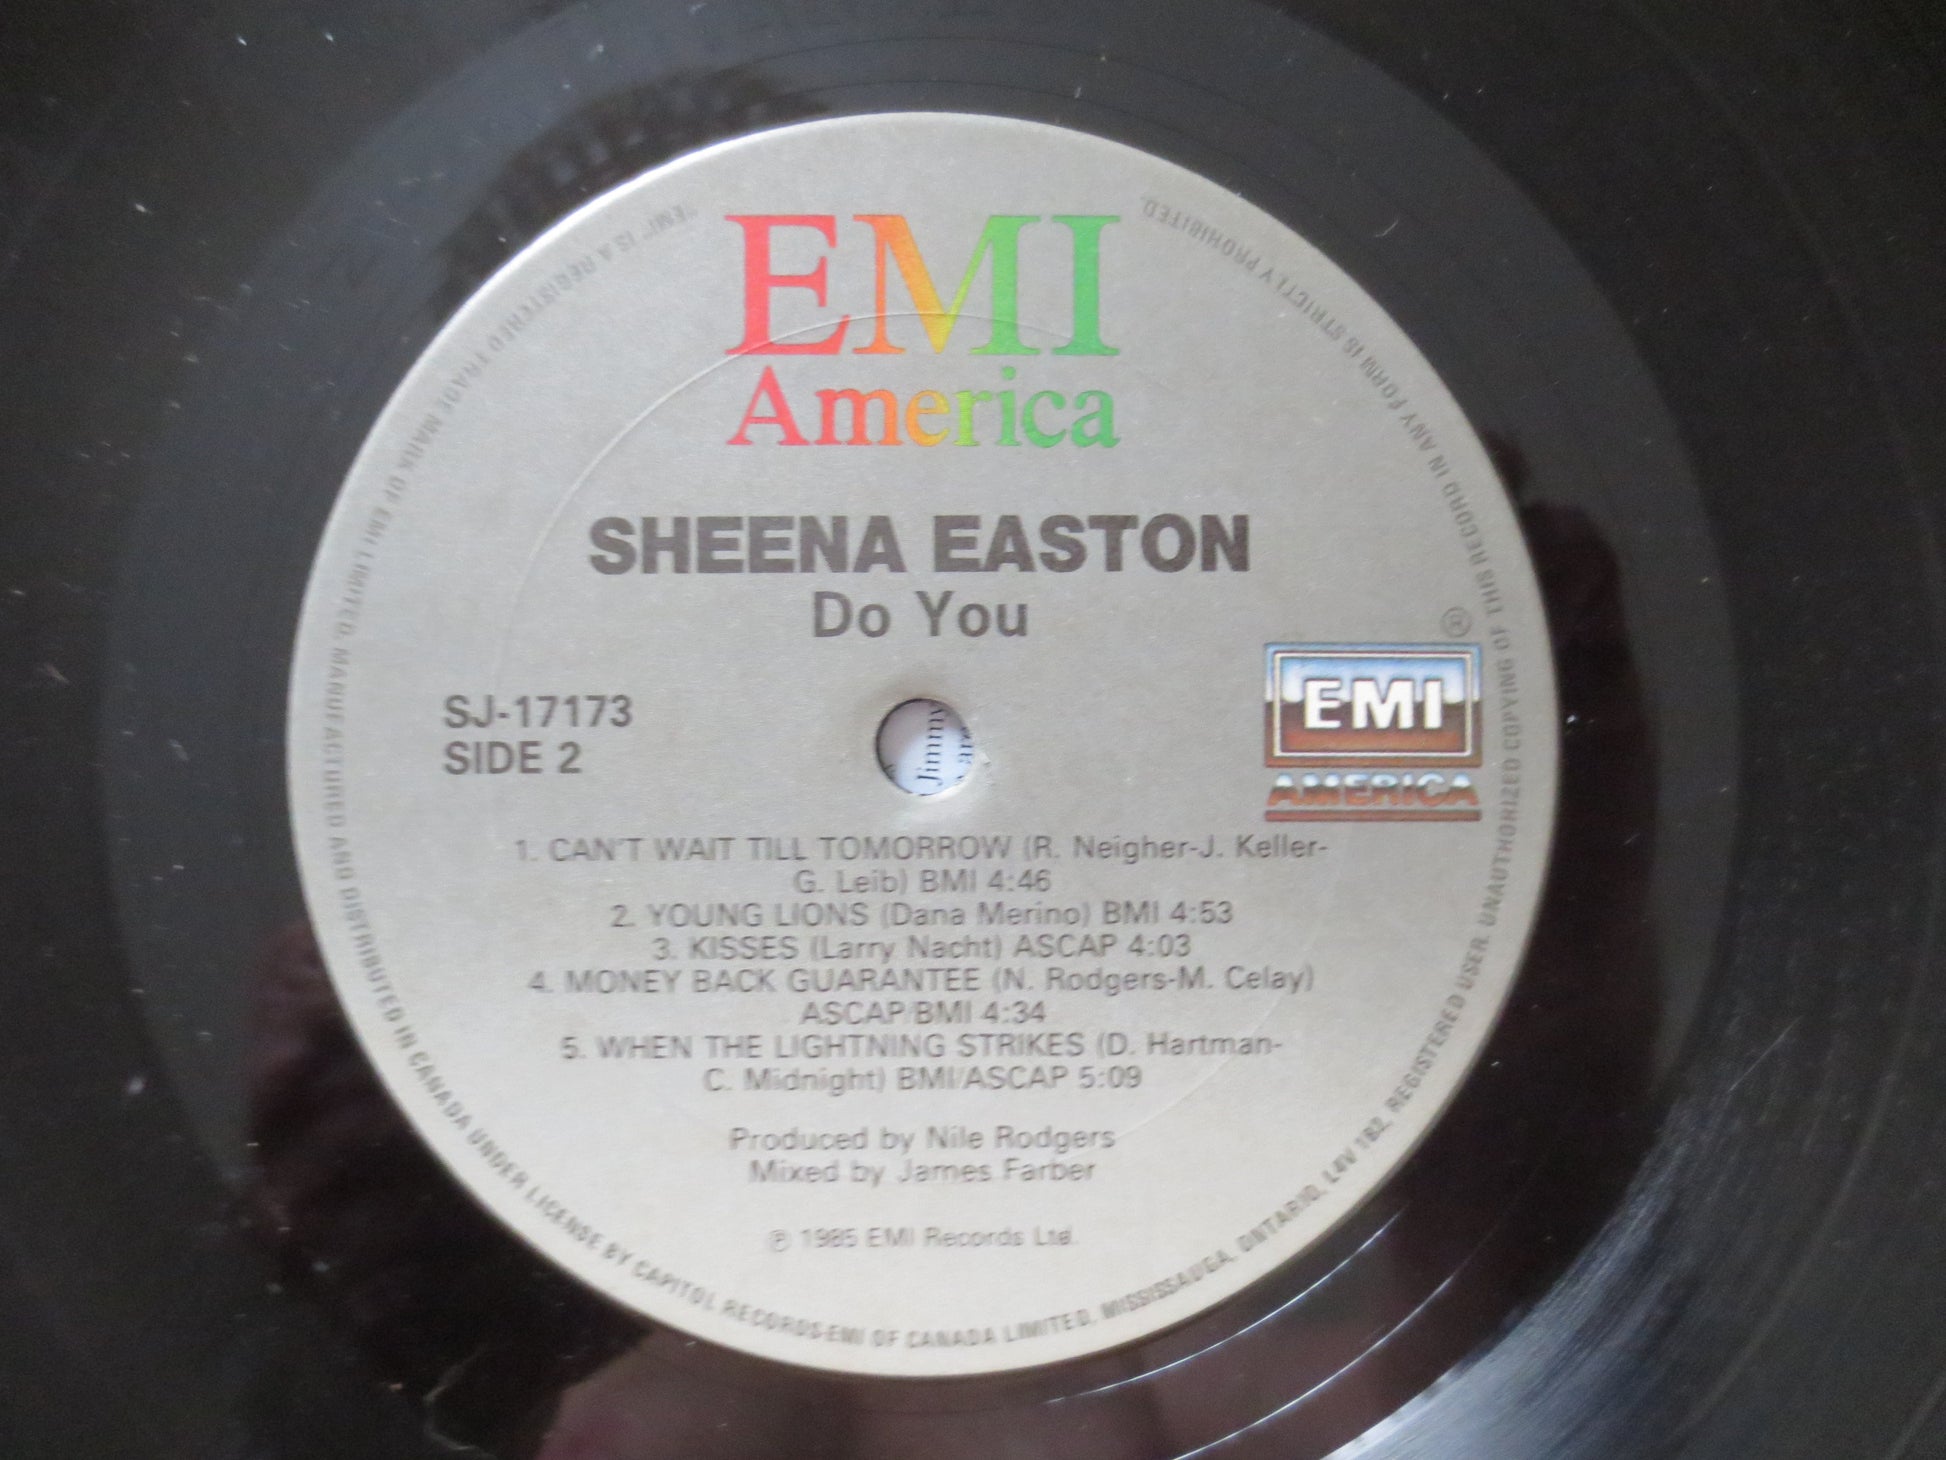 EMI
America
SHEENA EASTON
Do You
SJ-17173
SIDE 2
®
EMI
AMERICA
Jimmy
1. CAN'T WAIT TILL TOMORROW (R. Neigher-J. Keller-
G. Leib) BMI 4:46
2. YOUNG LIONS (Dana Merino) BMI 4:53
3. KISSES (Larry Nacht) ASCAP 4:03
4. MONEY BACK GUARANTEE (N. Rodgers-M. Celay)
ASCAP/BMI 4:34
5. WHEN THE LIGHTNING STRIKES (D. Hartman-
C. Midnight) BMI/ASCAP 5:09
Produced by Nile Rodgers
Mixed by James Farber
℗ 1985 EMI Records Ltd.
"EMI" IS A REGISTERED TRADE MARK OF EMI LIMITED. MANUFACTURED AND DISTRIBUTED IN CANADA UNDER LICENSE BY CAPITOL RECORDS-EMI OF CANADA LIMITED, MISSISSAUGA, ONTARIO, L4V 1B2, REGISTERED USER. UNAUTHORIZED COPYING OF THIS RECORD IN ANY FORM IS STRICTLY PROHIBITED.